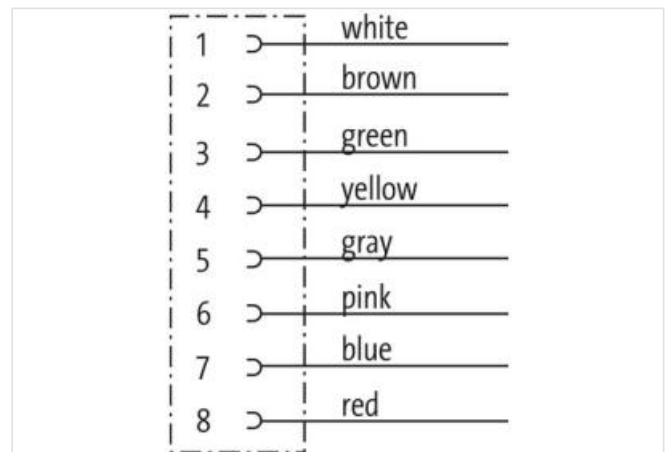 1 white
2 brown
3 green
4 yellow
5 gray
6 pink
7 blue
8 red